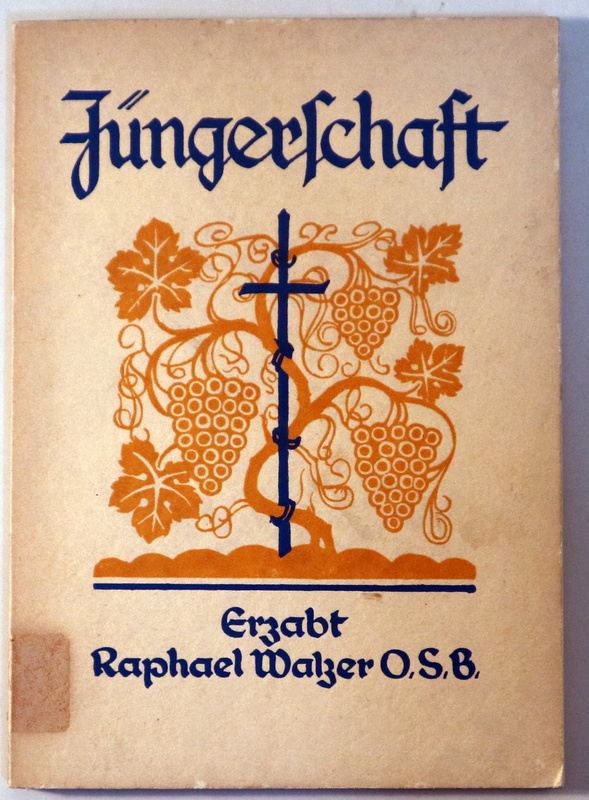 Jüngerschaft
Erzabt
Raphael Walzer O.S.B.